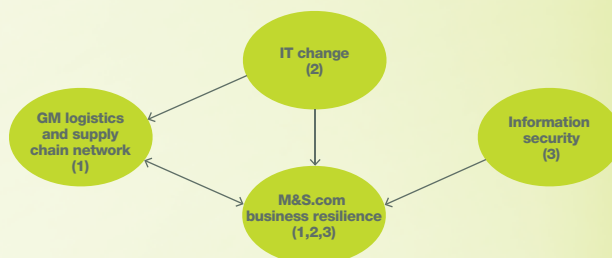 IT change
(2)
GM logistics
and supply
chain network
(1)
Information
security
(3)
M&S.com
business resilience
(1,2,3)